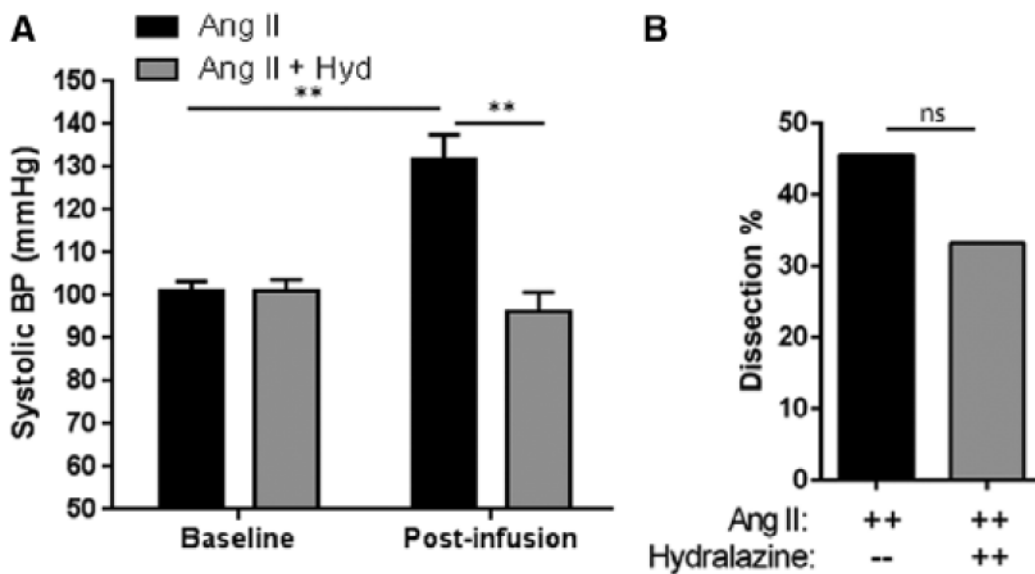 A
Ang II
Ang II + Hyd
Systolic BP (mmHg)
150
140
130
120
110
100
90
80
70
60
50
**
**
Baseline
Post-infusion
B
ns
Dissection %
50
40
30
20
10
0
Ang II: ++ ++
Hydralazine: -- ++